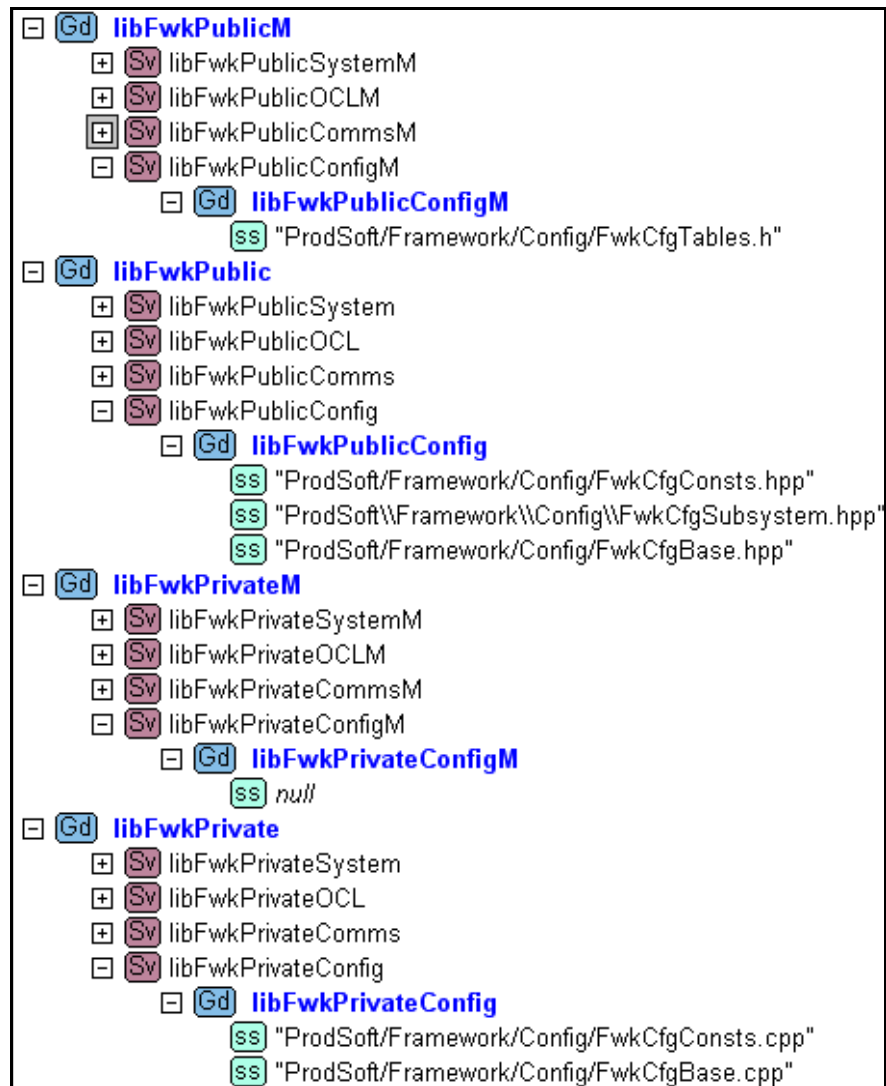 Gd libFwkPublicM
Sv libFwkPublicSystemM
Sv libFwkPublicOCLM
Sv libFwkPublicCommsM
Sv libFwkPublicConfigM
Gd libFwkPublicConfigM
ss "ProdSoft/Framework/Config/FwkCfgTables.h"
Gd libFwkPublic
Sv libFwkPublicSystem
Sv libFwkPublicOCL
Sv libFwkPublicComms
Sv libFwkPublicConfig
Gd libFwkPublicConfig
ss "ProdSoft/Framework/Config/FwkCfgConsts.hpp"
ss "ProdSoft\\Framework\\Config\\FwkCfgSubsystem.hpp"
ss "ProdSoft/Framework/Config/FwkCfgBase.hpp"
Gd libFwkPrivateM
Sv libFwkPrivateSystemM
Sv libFwkPrivateOCLM
Sv libFwkPrivateCommsM
Sv libFwkPrivateConfigM
Gd libFwkPrivateConfigM
ss null
Gd libFwkPrivate
Sv libFwkPrivateSystem
Sv libFwkPrivateOCL
Sv libFwkPrivateComms
Sv libFwkPrivateConfig
Gd libFwkPrivateConfig
ss "ProdSoft/Framework/Config/FwkCfgConsts.cpp"
ss "ProdSoft/Framework/Config/FwkCfgBase.cpp"